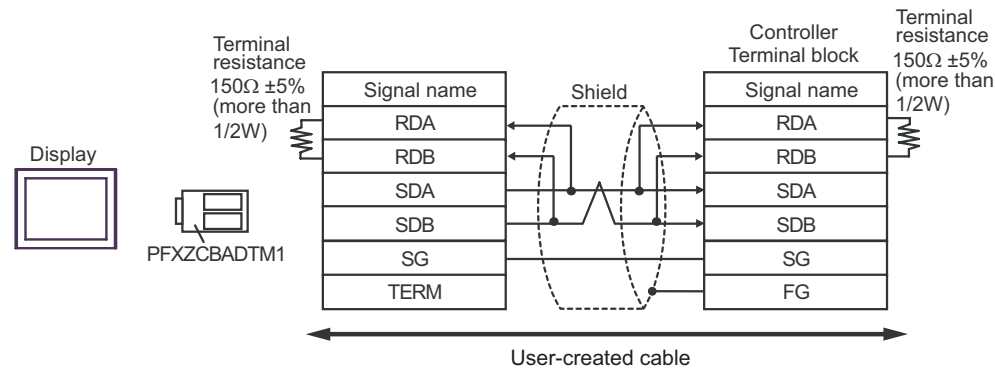 Display
PFXZCBADTM1
Terminal
resistance
150Ω ±5%
(more than
1/2W)
Signal name
RDA
RDB
SDA
SDB
SG
TERM
Shield
Controller
Terminal block
Signal name
RDA
RDB
SDA
SDB
SG
FG
Terminal
resistance
150Ω ±5%
(more than
1/2W)
User-created cable